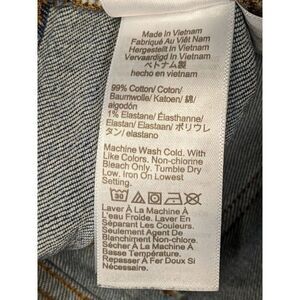 Made In Vietnam
Fabriqué Au Viêt Nam
Hergestellt In Vietnam
Vervaardigd In Vietnam
ベトナム製
hecho en vietnam
99% Cotton/ Coton/
Baumwolle/ Katoen/ 綿/
algodón
1% Elastane/ Élasthanne/
Elastan/ Elastaan/ ポリウレ
タン/ elastano
Machine Wash Cold. With
Like Colors. Non-chlorine
Bleach Only. Tumble Dry
Low. Iron On Lowest
Setting.
30
Laver À La Machine À
L'eau Froide. Laver En
Séparant Les Couleurs.
Seulement Agent De
Blanchiment Sans Chlore.
Sécher À La Machine À
Basse Température.
Repasser À Fer Doux Si
Nécessaire.